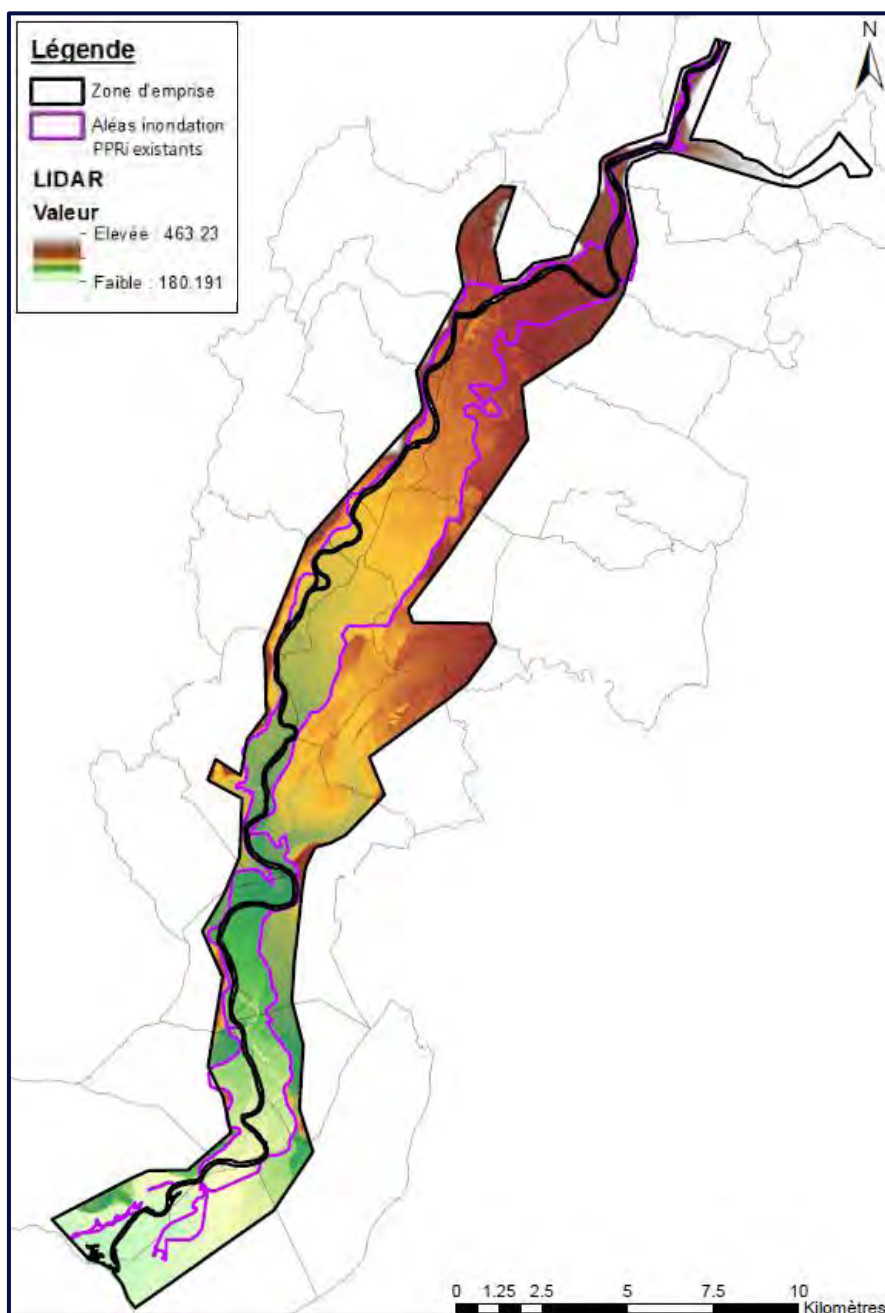 Légende
Zone d'emprise
Aléas inondation
PPRi existants
LIDAR
Valeur
Elevée : 463.23
Faible : 180.191
N
0 1.25 2.5 5 7.5 10
Kilomètres